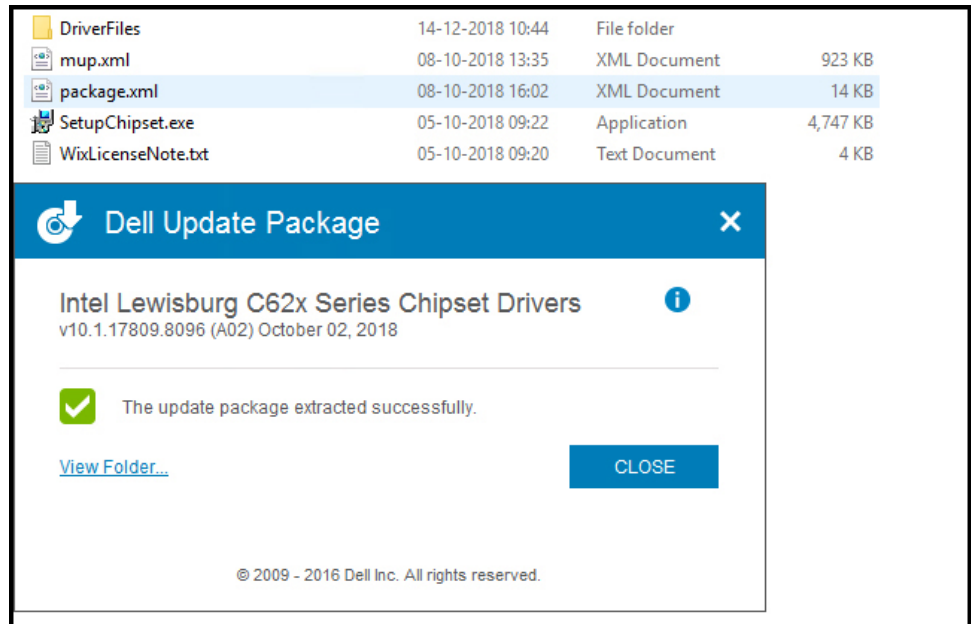 DriverFiles 14-12-2018 10:44 File folder
mup.xml 08-10-2018 13:35 XML Document 923 KB
package.xml 08-10-2018 16:02 XML Document 14 KB
SetupChipset.exe 05-10-2018 09:22 Application 4,747 KB
WixLicenseNote.txt 05-10-2018 09:20 Text Document 4 KB
Dell Update Package
Intel Lewisburg C62x Series Chipset Drivers
v10.1.17809.8096 (A02) October 02, 2018
The update package extracted successfully.
View Folder... CLOSE
© 2009 - 2016 Dell Inc. All rights reserved.